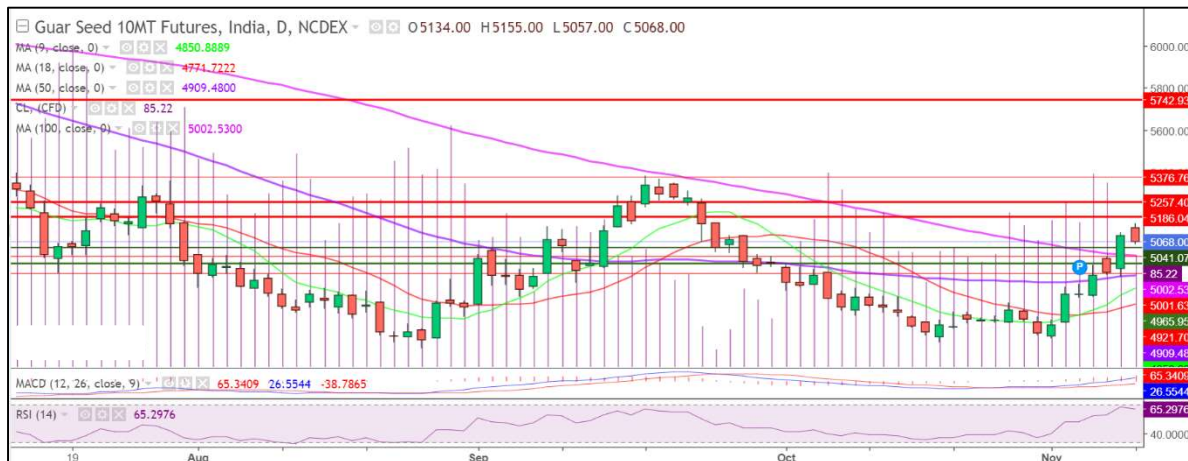 Guar Seed 10MT Futures, India, D, NCDEX O5134.00 H5155.00 L5057.00 C5068.00
MA (9, close, 0) 4850.8889
MA (18, close, 0) 4771.7222
MA (50, close, 0) 4909.4800
CL, (CFD) 85.22
MA (100, close, 0) 5002.5300
6000.00
5800.00
5742.93
5600.00
5376.76
5257.40
5186.04
5068.00
5041.07
85.22
5002.53
5001.63
4965.95
4921.70
4909.48
P
MACD (12, 26, close, 9) 65.3409 26.5544 -38.7865
65.3409
26.5544
RSI (14) 65.2976
65.2976
40.0000
19 Aug Sep Oct Nov